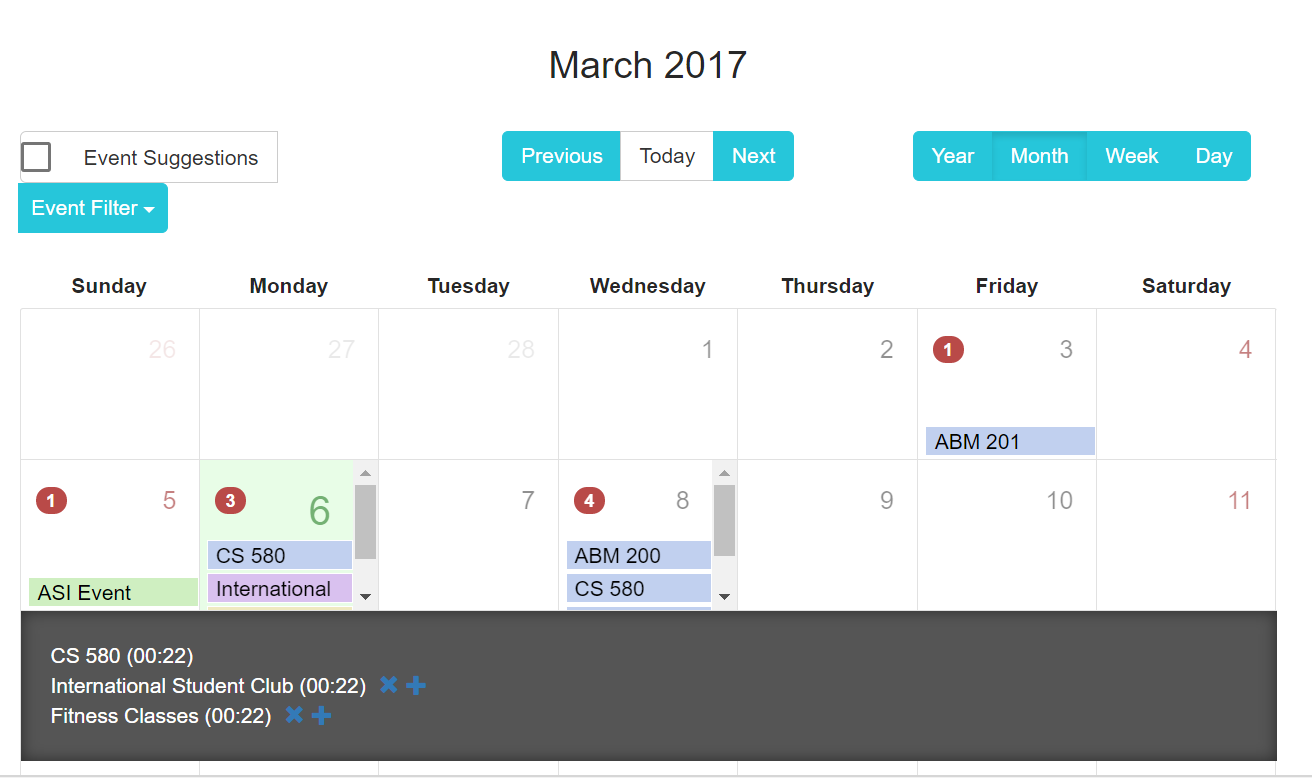 March 2017
Event Suggestions
Previous Today Next
Year Month Week Day
Event Filter
Sunday Monday Tuesday Wednesday Thursday Friday Saturday
26 27 28 1 2 1 3 4
ABM 201
1 5 3 6 7 4 8 9 10 11
CS 580 ABM 200
ASI Event International CS 580
CS 580 (00:22)
International Student Club (00:22)
Fitness Classes (00:22)